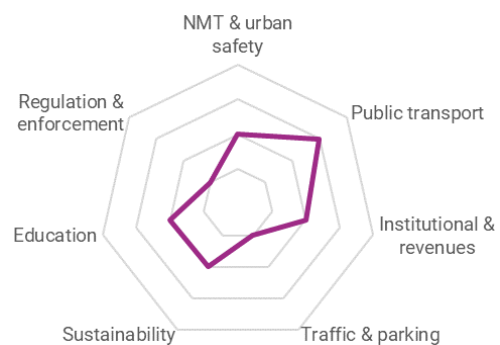 NMT & urban
safety
Regulation &
enforcement
Public transport
Education
Institutional &
revenues
Sustainability
Traffic & parking